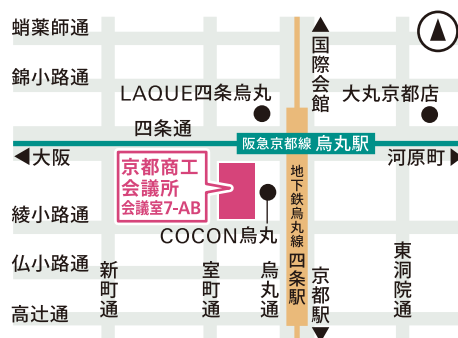 蛸薬師通
▲国際会館
錦小路通
LAQUE四条烏丸
大丸京都店
四条通
阪急京都線 烏丸駅
◀大阪
河原町▶
京都商工
会議所
会議室7-AB
地下鉄烏丸線 四条駅
綾小路通
COCON烏丸
仏小路通
新町通
室町通
烏丸通
京都駅▼
東洞院通
高辻通